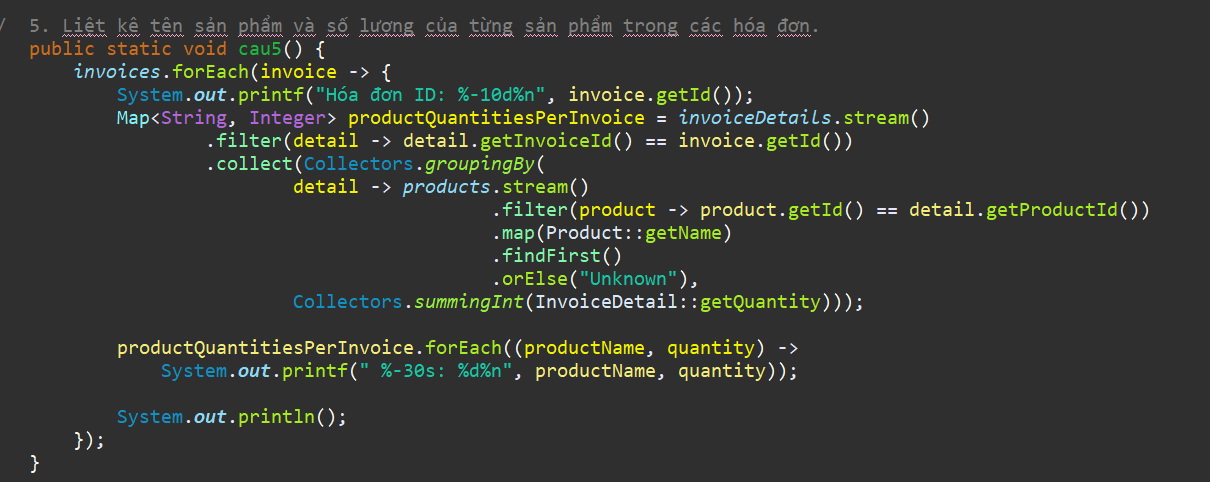 /  5. Liệt kê tên sản phẩm và số lượng của từng sản phẩm trong các hóa đơn.
public static void cau5() {
    invoices.forEach(invoice -> {
        System.out.printf("Hóa đơn ID: %-10d%n", invoice.getId());
        Map<String, Integer> productQuantitiesPerInvoice = invoiceDetails.stream()
                .filter(detail -> detail.getInvoiceId() == invoice.getId())
                .collect(Collectors.groupingBy(
                        detail -> products.stream()
                                          .filter(product -> product.getId() == detail.getProductId())
                                          .map(Product::getName)
                                          .findFirst()
                                          .orElse("Unknown"),
                        Collectors.summingInt(InvoiceDetail::getQuantity)));

        productQuantitiesPerInvoice.forEach((productName, quantity) ->
            System.out.printf(" %-30s: %d%n", productName, quantity));

        System.out.println();
    });
}